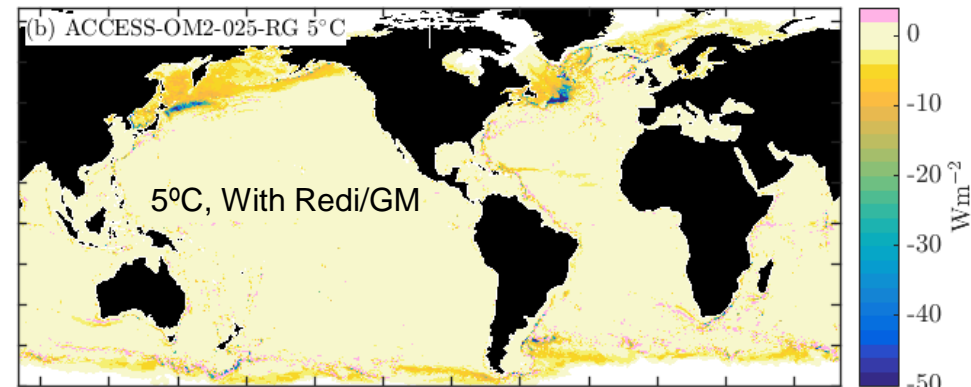 (b) ACCESS-OM2-025-RG 5°C
5ºC, With Redi/GM
0
-10
-20
-30
-40
-50
Wm⁻²